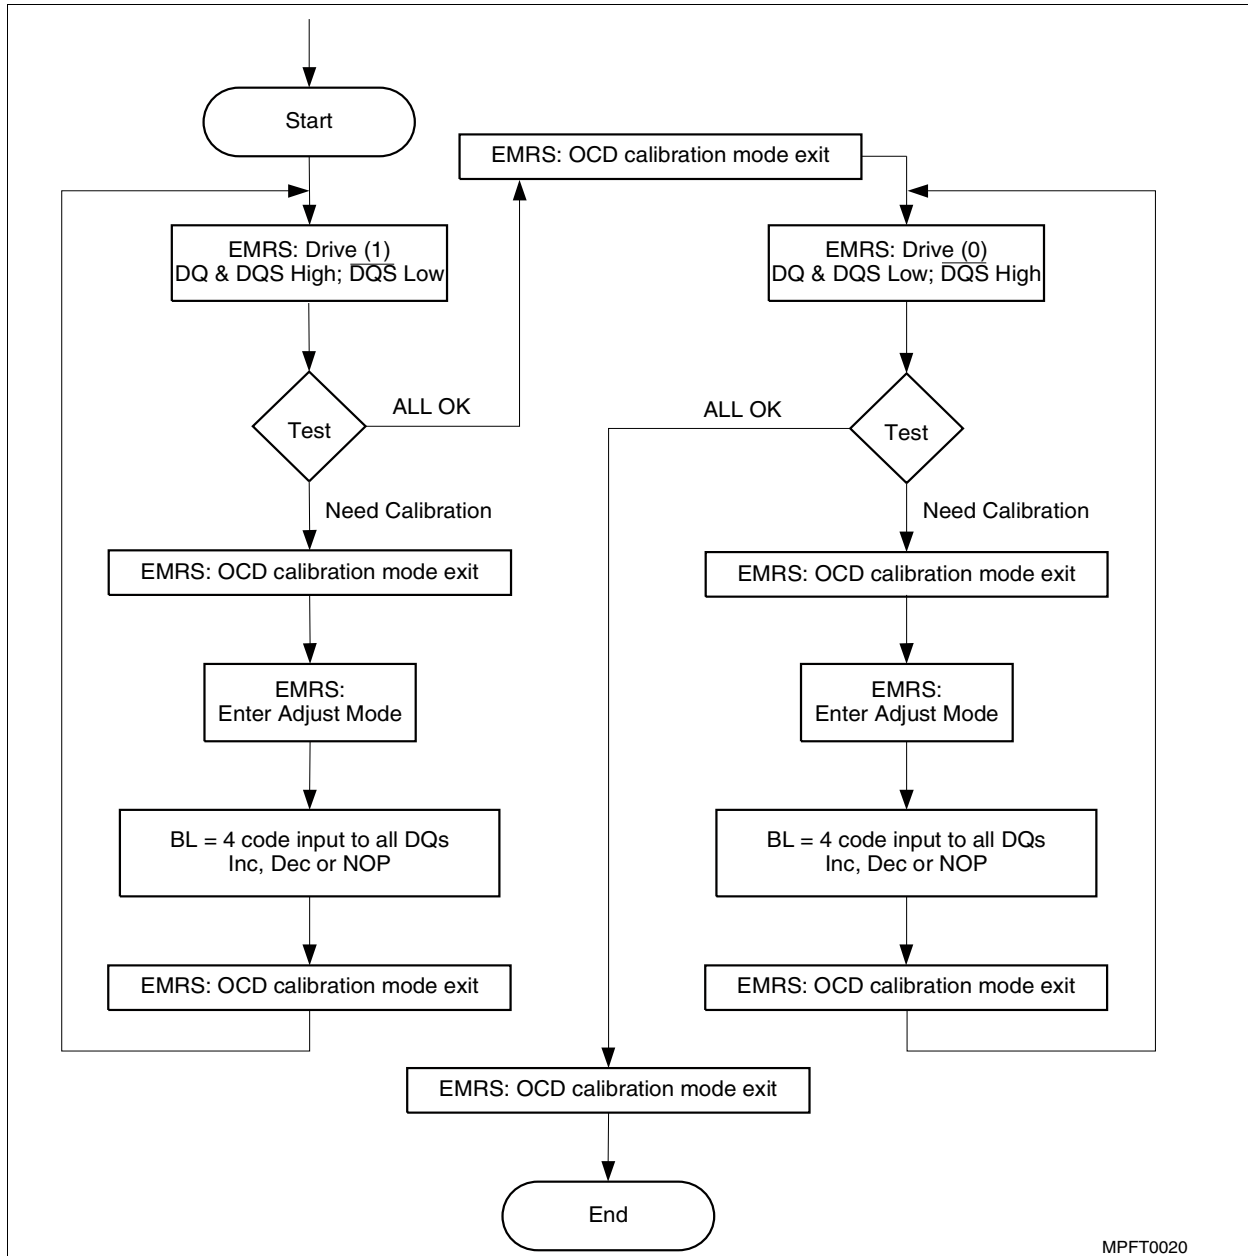 Start
EMRS: OCD calibration mode exit
EMRS: Drive (1)
DQ & DQS High; D̅Q̅S̅ Low
EMRS: Drive (0)
DQ & DQS Low; D̅Q̅S̅ High
ALL OK
ALL OK
Test
Test
Need Calibration
Need Calibration
EMRS: OCD calibration mode exit
EMRS: OCD calibration mode exit
EMRS:
Enter Adjust Mode
EMRS:
Enter Adjust Mode
BL = 4 code input to all DQs
Inc, Dec or NOP
BL = 4 code input to all DQs
Inc, Dec or NOP
EMRS: OCD calibration mode exit
EMRS: OCD calibration mode exit
EMRS: OCD calibration mode exit
End
MPFT0020